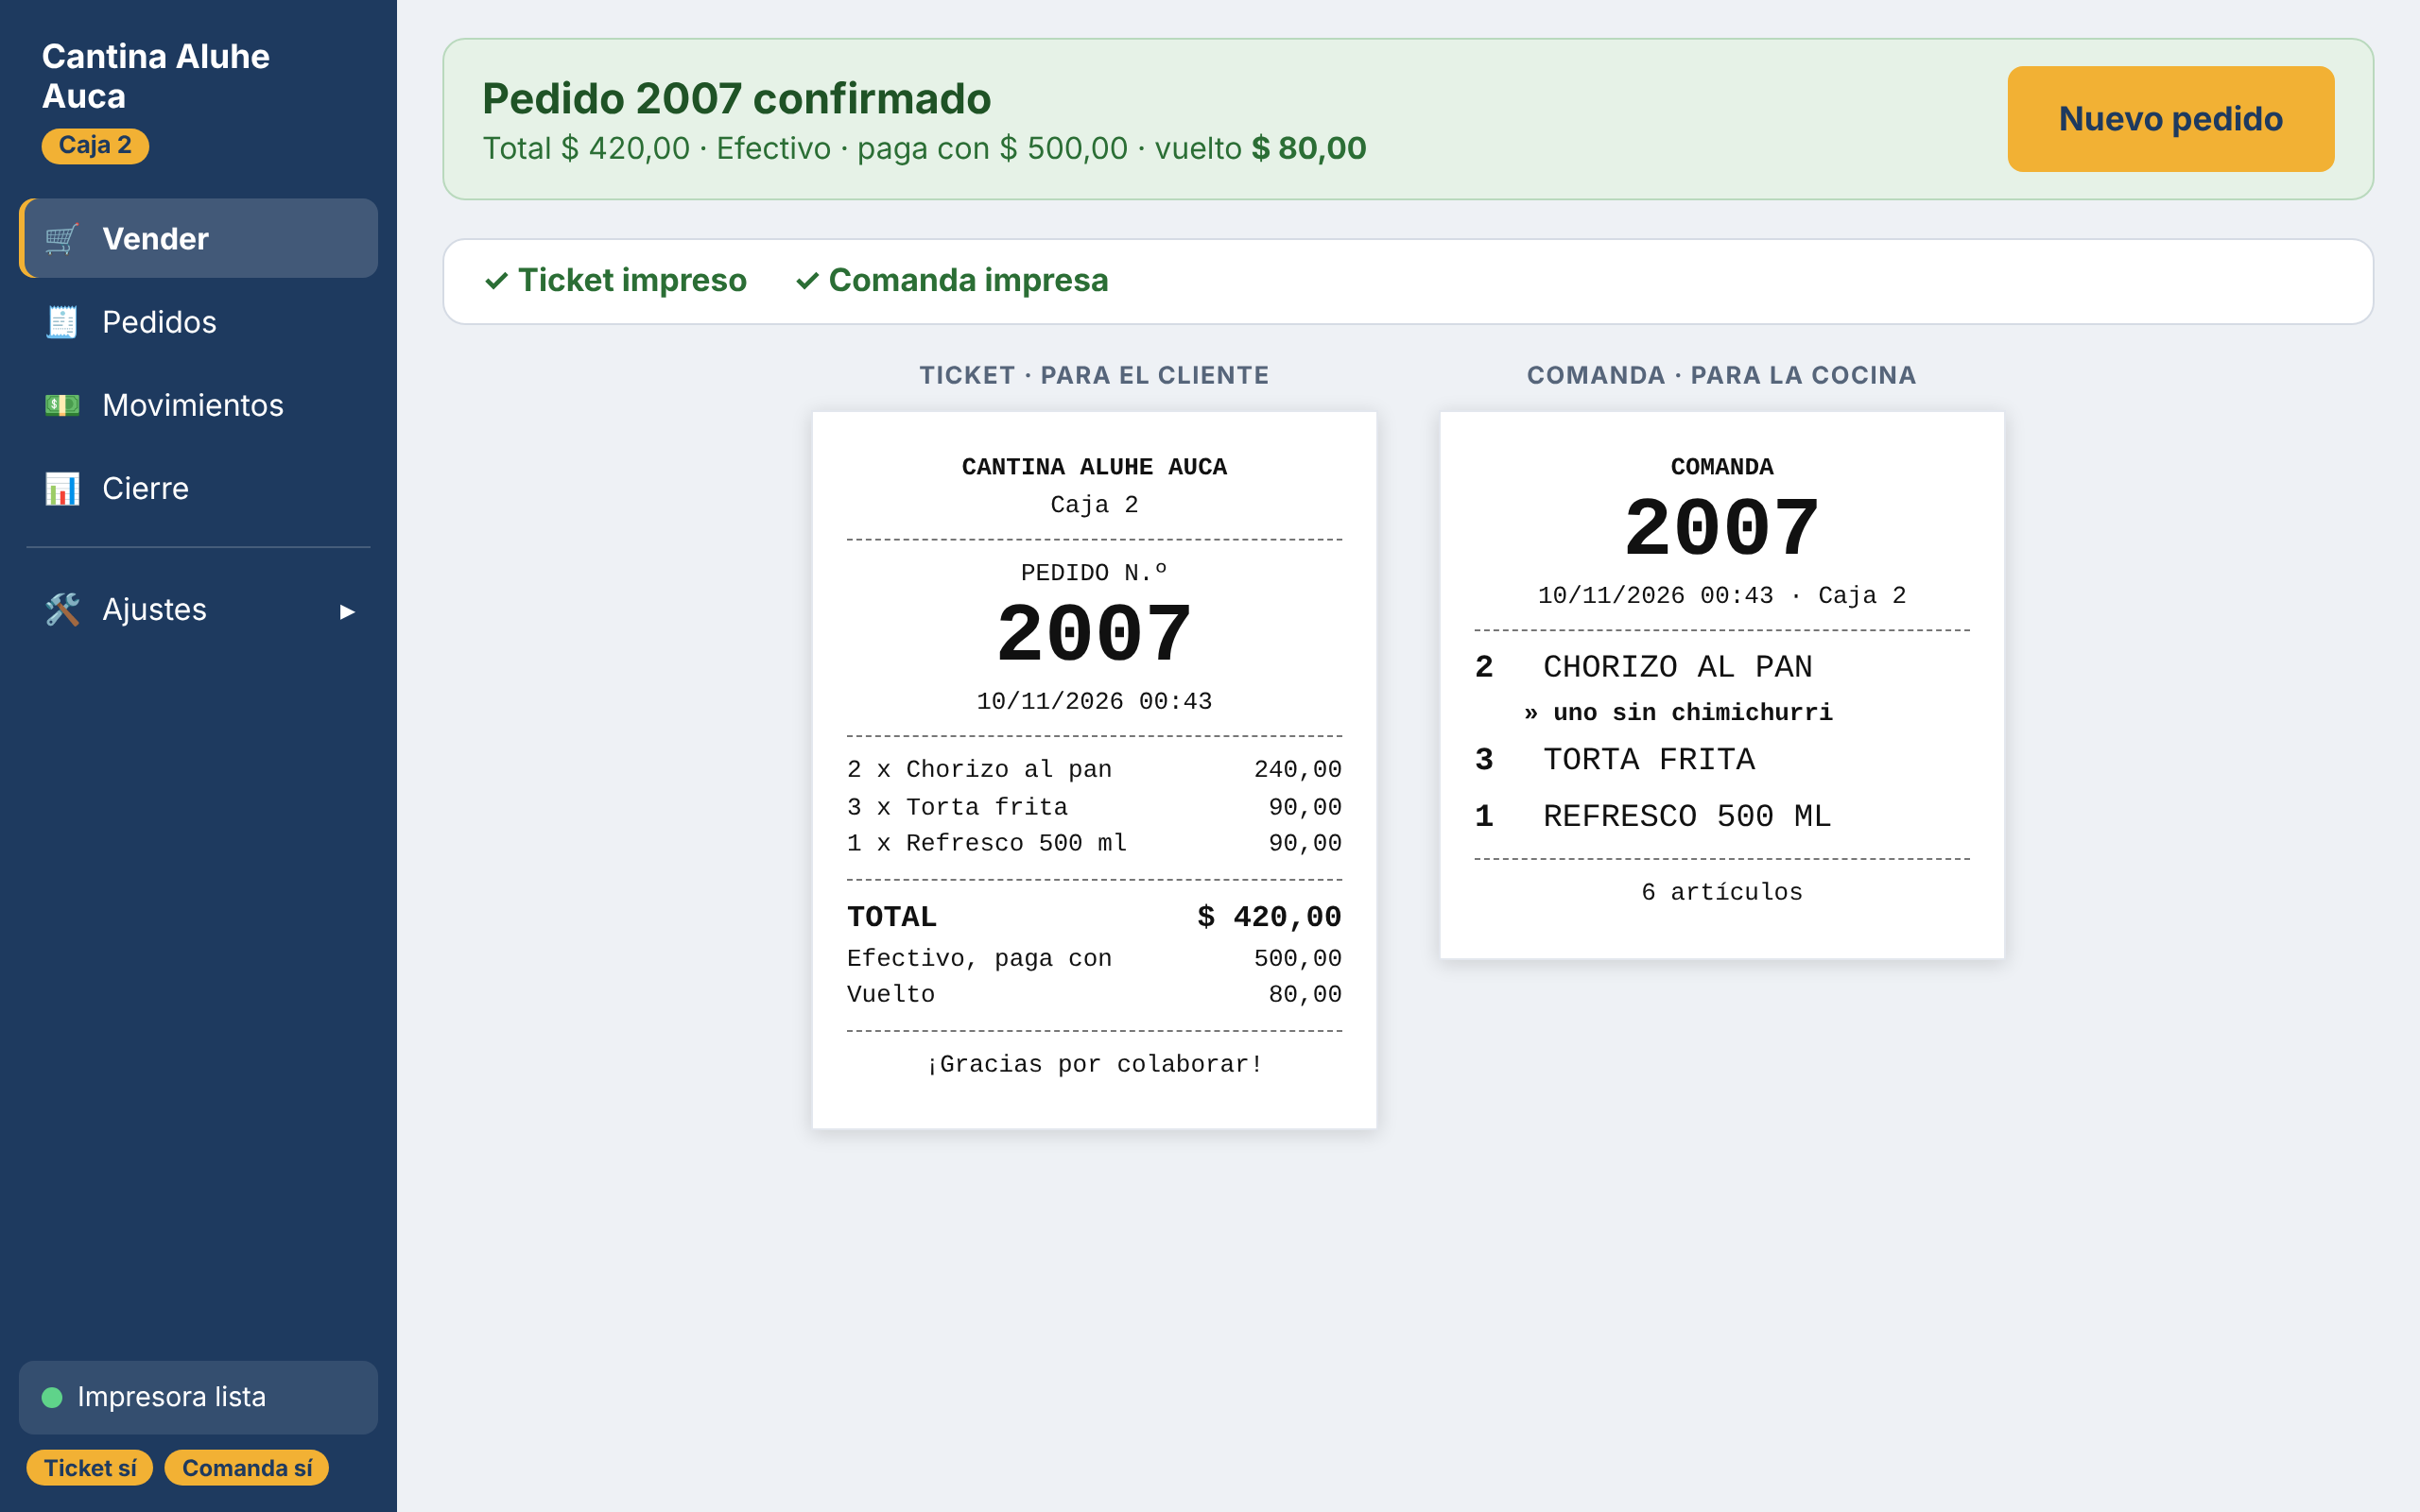 Cantina Aluhe
Auca
Caja 2
Vender
Pedidos
Movimientos
Cierre
Ajustes
Impresora lista
Ticket sí
Comanda sí
Pedido 2007 confirmado
Total $ 420,00 · Efectivo · paga con $ 500,00 · vuelto $ 80,00
Nuevo pedido
✓ Ticket impreso
✓ Comanda impresa
TICKET · PARA EL CLIENTE
CANTINA ALUHE AUCA
Caja 2
PEDIDO N.º
2007
10/11/2026 00:43
2 x Chorizo al pan 240,00
3 x Torta frita 90,00
1 x Refresco 500 ml 90,00
TOTAL $ 420,00
Efectivo, paga con 500,00
Vuelto 80,00
¡Gracias por colaborar!
COMANDA · PARA LA COCINA
COMANDA
2007
10/11/2026 00:43 · Caja 2
2 CHORIZO AL PAN
» uno sin chimichurri
3 TORTA FRITA
1 REFRESCO 500 ML
6 artículos